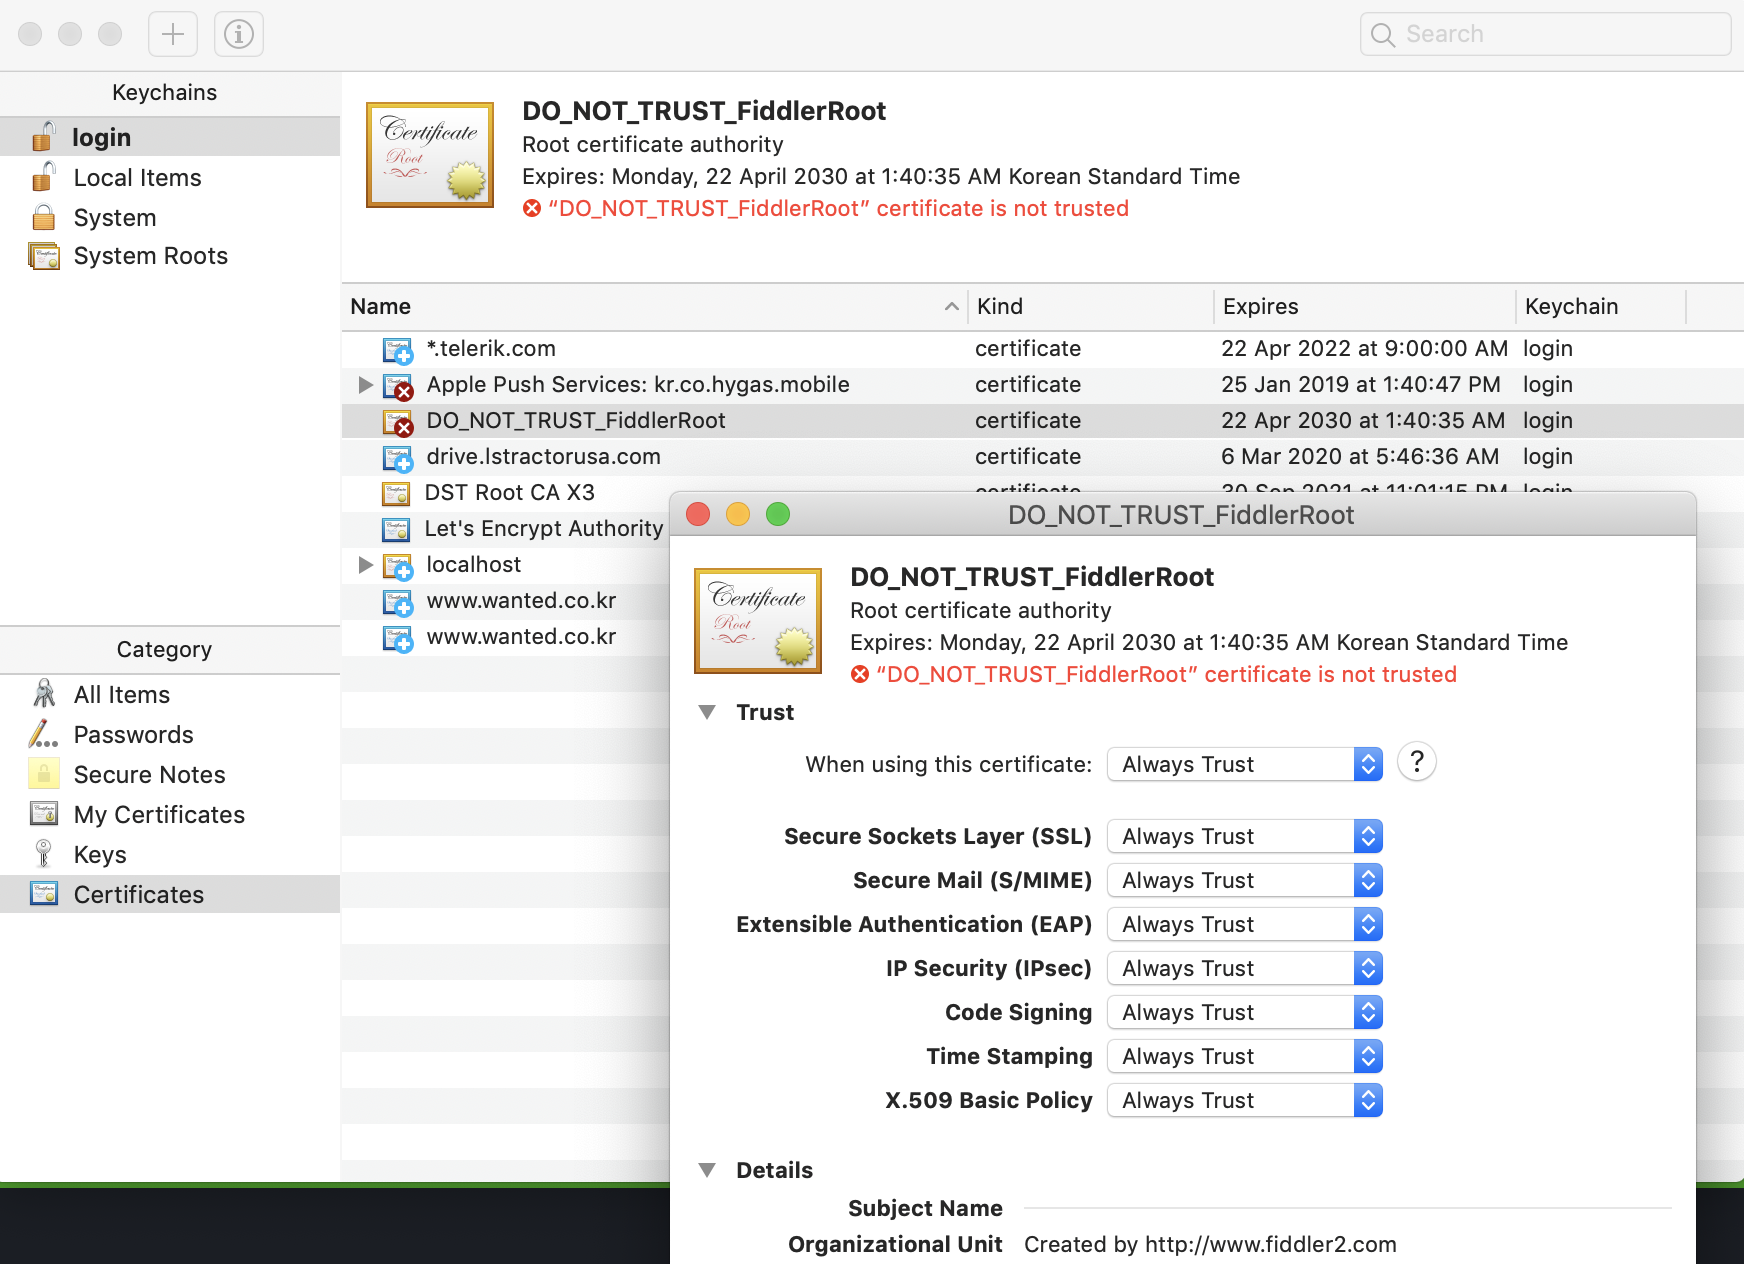 Search
Keychains
login
Local Items
System
System Roots
Certificate
Root
DO_NOT_TRUST_FiddlerRoot
Root certificate authority
Expires: Monday, 22 April 2030 at 1:40:35 AM Korean Standard Time
“DO_NOT_TRUST_FiddlerRoot” certificate is not trusted
Name Kind Expires Keychain
*.telerik.com certificate 22 Apr 2022 at 9:00:00 AM login
Apple Push Services: kr.co.hygas.mobile certificate 25 Jan 2019 at 1:40:47 PM login
DO_NOT_TRUST_FiddlerRoot certificate 22 Apr 2030 at 1:40:35 AM login
drive.lstractorusa.com certificate 6 Mar 2020 at 5:46:36 AM login
DST Root CA X3 certificate 30 Sep 2021 at 11:01:15 PM login
Let's Encrypt Authority
localhost
www.wanted.co.kr
www.wanted.co.kr
Category
All Items
Passwords
Secure Notes
My Certificates
Keys
Certificates
DO_NOT_TRUST_FiddlerRoot
Certificate
Root
DO_NOT_TRUST_FiddlerRoot
Root certificate authority
Expires: Monday, 22 April 2030 at 1:40:35 AM Korean Standard Time
“DO_NOT_TRUST_FiddlerRoot” certificate is not trusted
Trust
When using this certificate: Always Trust ?
Secure Sockets Layer (SSL) Always Trust
Secure Mail (S/MIME) Always Trust
Extensible Authentication (EAP) Always Trust
IP Security (IPsec) Always Trust
Code Signing Always Trust
Time Stamping Always Trust
X.509 Basic Policy Always Trust
Details
Subject Name
Organizational Unit Created by http://www.fiddler2.com